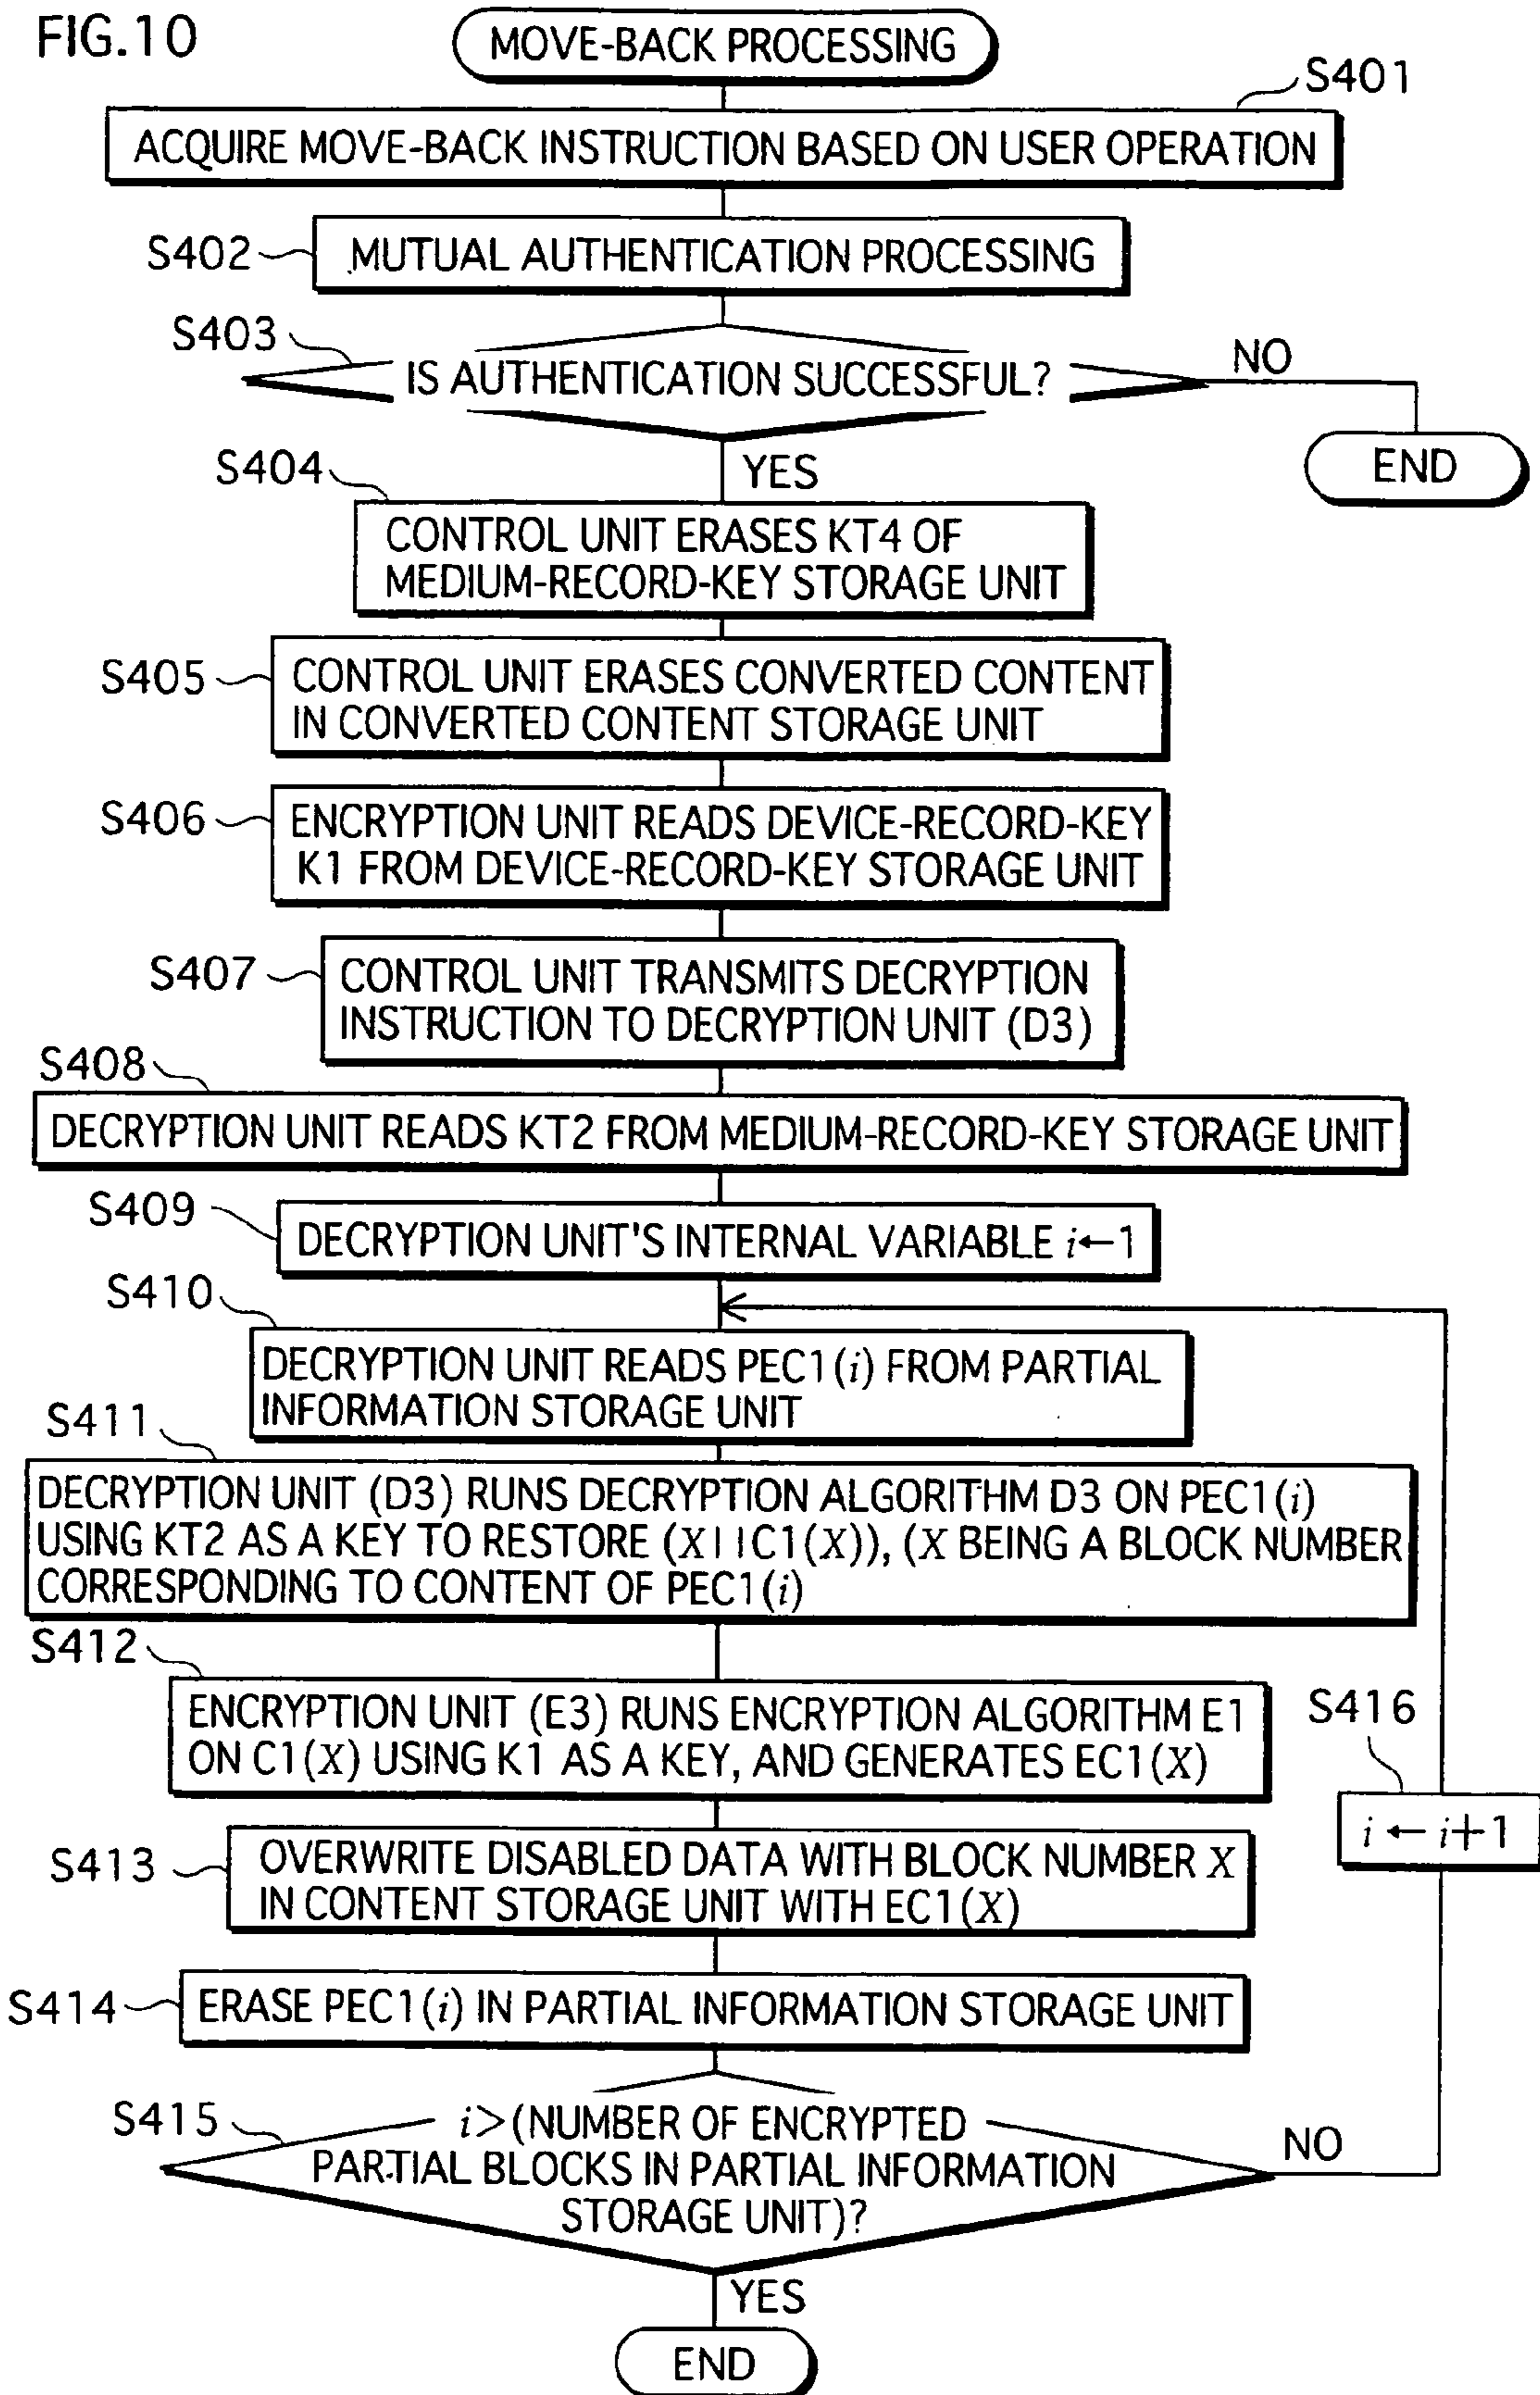 FIG.10
MOVE-BACK PROCESSING
S401
ACQUIRE MOVE-BACK INSTRUCTION BASED ON USER OPERATION
S402
MUTUAL AUTHENTICATION PROCESSING
S403
IS AUTHENTICATION SUCCESSFUL?
NO
END
YES
S404
CONTROL UNIT ERASES KT4 OF
MEDIUM-RECORD-KEY STORAGE UNIT
S405
CONTROL UNIT ERASES CONVERTED CONTENT
IN CONVERTED CONTENT STORAGE UNIT
S406
ENCRYPTION UNIT READS DEVICE-RECORD-KEY
K1 FROM DEVICE-RECORD-KEY STORAGE UNIT
S407
CONTROL UNIT TRANSMITS DECRYPTION
INSTRUCTION TO DECRYPTION UNIT (D3)
S408
DECRYPTION UNIT READS KT2 FROM MEDIUM-RECORD-KEY STORAGE UNIT
S409
DECRYPTION UNIT'S INTERNAL VARIABLE i←1
S410
DECRYPTION UNIT READS PEC1(i) FROM PARTIAL
INFORMATION STORAGE UNIT
S411
DECRYPTION UNIT (D3) RUNS DECRYPTION ALGORITHM D3 ON PEC1(i)
USING KT2 AS A KEY TO RESTORE (X||C1(X)), (X BEING A BLOCK NUMBER
CORRESPONDING TO CONTENT OF PEC1(i)
S412
ENCRYPTION UNIT (E3) RUNS ENCRYPTION ALGORITHM E1
ON C1(X) USING K1 AS A KEY, AND GENERATES EC1(X)
S416
i ← i+1
S413
OVERWRITE DISABLED DATA WITH BLOCK NUMBER X
IN CONTENT STORAGE UNIT WITH EC1(X)
S414
ERASE PEC1(i) IN PARTIAL INFORMATION STORAGE UNIT
S415
i>(NUMBER OF ENCRYPTED
PARTIAL BLOCKS IN PARTIAL INFORMATION
STORAGE UNIT)?
NO
YES
END